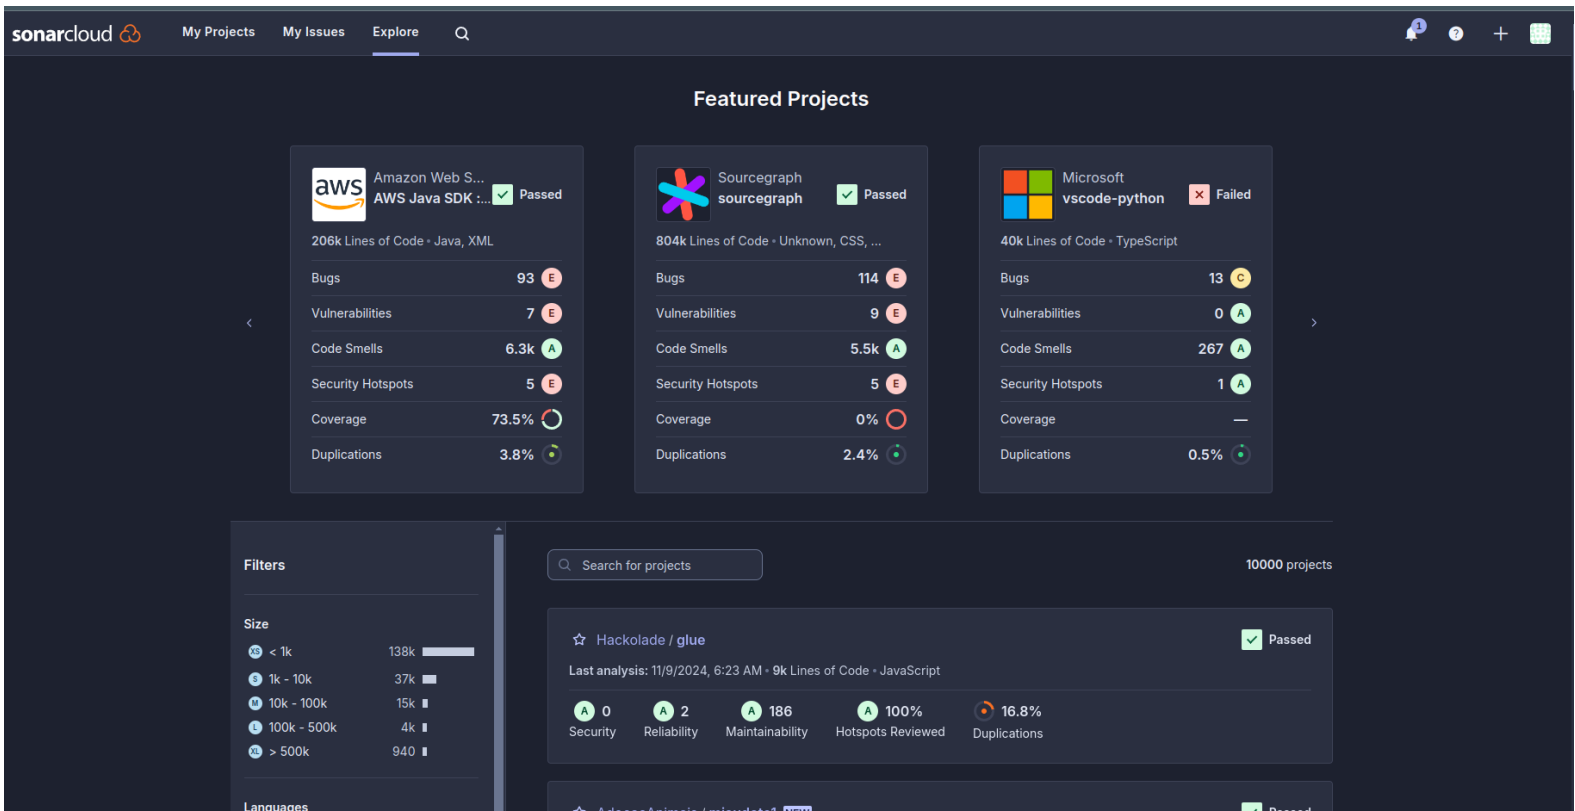 sonarcloud My Projects My Issues Explore 1 ?
Featured Projects
aws
Amazon Web S...
AWS Java SDK :...
Passed
206k Lines of Code • Java, XML
Bugs 93 E
Vulnerabilities 7 E
Code Smells 6.3k A
Security Hotspots 5 E
Coverage 73.5%
Duplications 3.8%
Sourcegraph
sourcegraph
Passed
804k Lines of Code • Unknown, CSS, ...
Bugs 114 E
Vulnerabilities 9 E
Code Smells 5.5k A
Security Hotspots 5 E
Coverage 0%
Duplications 2.4%
Microsoft
vscode-python
Failed
40k Lines of Code • TypeScript
Bugs 13 C
Vulnerabilities 0 A
Code Smells 267 A
Security Hotspots 1 A
Coverage —
Duplications 0.5%
Filters
Size
XS < 1k 138k
S 1k - 10k 37k
M 10k - 100k 15k
L 100k - 500k 4k
XL > 500k 940
Languages
Search for projects
10000 projects
Hackolade / glue Passed
Last analysis: 11/9/2024, 6:23 AM • 9k Lines of Code • JavaScript
A 0 A 2 A 186 A 100% 16.8%
Security Reliability Maintainability Hotspots Reviewed Duplications
NEW Passed